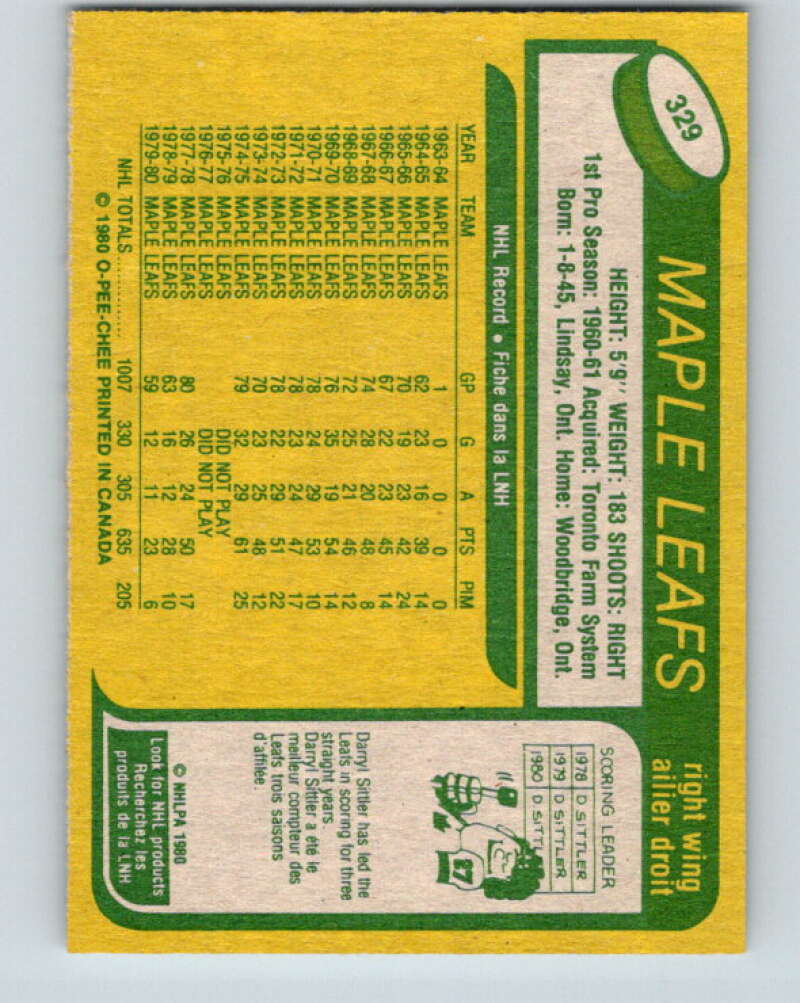 329
MAPLE LEAFS
right wing
ailier droit
HEIGHT: 5'9" WEIGHT: 183 SHOOTS: RIGHT
1st Pro Season: 1960-61 Acquired: Toronto Farm System
Born: 1-8-45, Lindsay, Ont. Home: Woodbridge, Ont.
NHL Record • Fiche dans la LNH
YEAR TEAM GP G A PTS PIM
1963-64 MAPLE LEAFS 1 0 0 0 0
1964-65 MAPLE LEAFS 62 23 16 39 14
1965-66 MAPLE LEAFS 70 19 23 42 24
1966-67 MAPLE LEAFS 67 22 23 45 14
1967-68 MAPLE LEAFS 74 28 20 48 8
1968-69 MAPLE LEAFS 72 25 21 46 12
1969-70 MAPLE LEAFS 76 35 19 54 14
1970-71 MAPLE LEAFS 78 24 29 53 10
1971-72 MAPLE LEAFS 78 23 24 47 17
1972-73 MAPLE LEAFS 78 22 29 51 22
1973-74 MAPLE LEAFS 70 23 25 48 12
1974-75 MAPLE LEAFS 79 32 29 61 25
1975-76 DID NOT PLAY
1976-77 DID NOT PLAY
1977-78 MAPLE LEAFS 80 26 24 50 17
1978-79 MAPLE LEAFS 63 16 12 28 10
1979-80 MAPLE LEAFS 59 12 11 23 6
NHL TOTALS ............. 1007 330 305 635 205
© 1980 O-PEE-CHEE PRINTED IN CANADA
SCORING LEADER
1978 D SITTLER
1979 D SITTLER
1980 D SITTLER
27
Darryl Sittler has led the
Leafs in scoring for three
straight years.
Darryl Sittler a été le
meilleur compteur des
Leafs trois saisons
d'affilée
© NHLPA 1980
Look for NHL products
Recherchez les
produits de la LNH